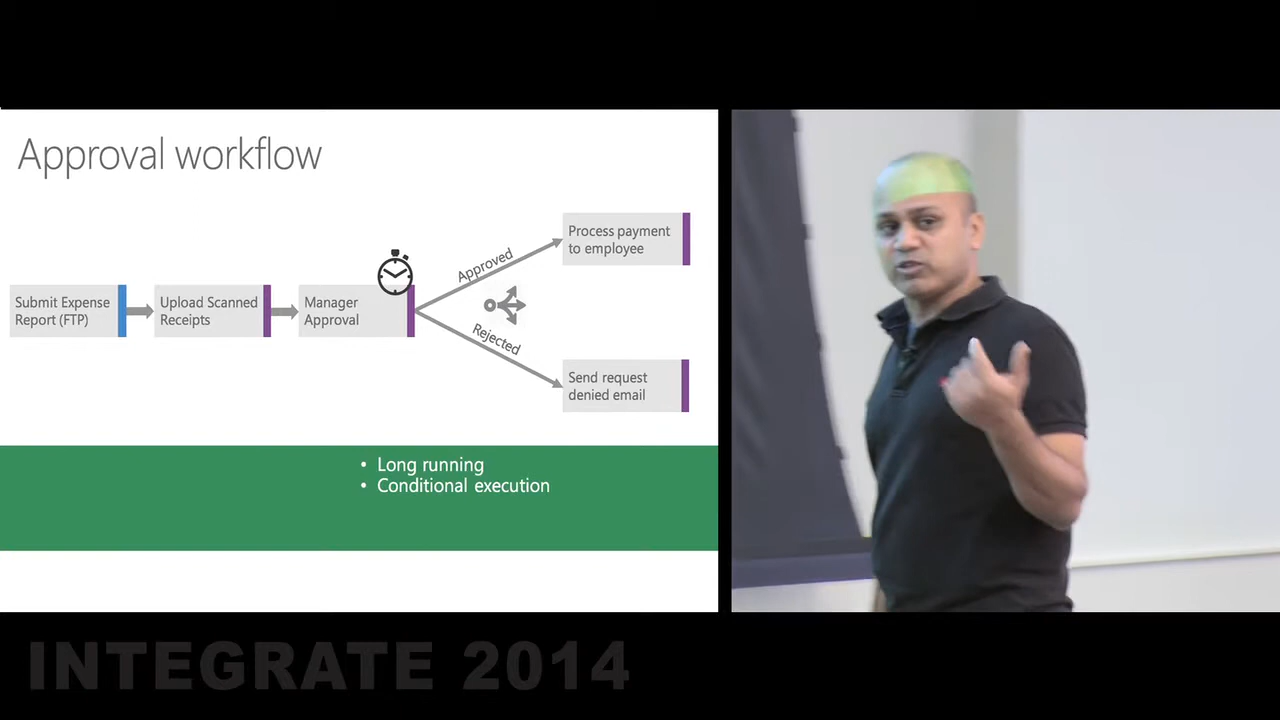 Approval workflow
Process payment
to employee
Approved
Submit Expense
Report (FTP)
Upload Scanned
Receipts
Manager
Approval
Rejected
Send request
denied email
• Long running
• Conditional execution
INTEGRATE 2014